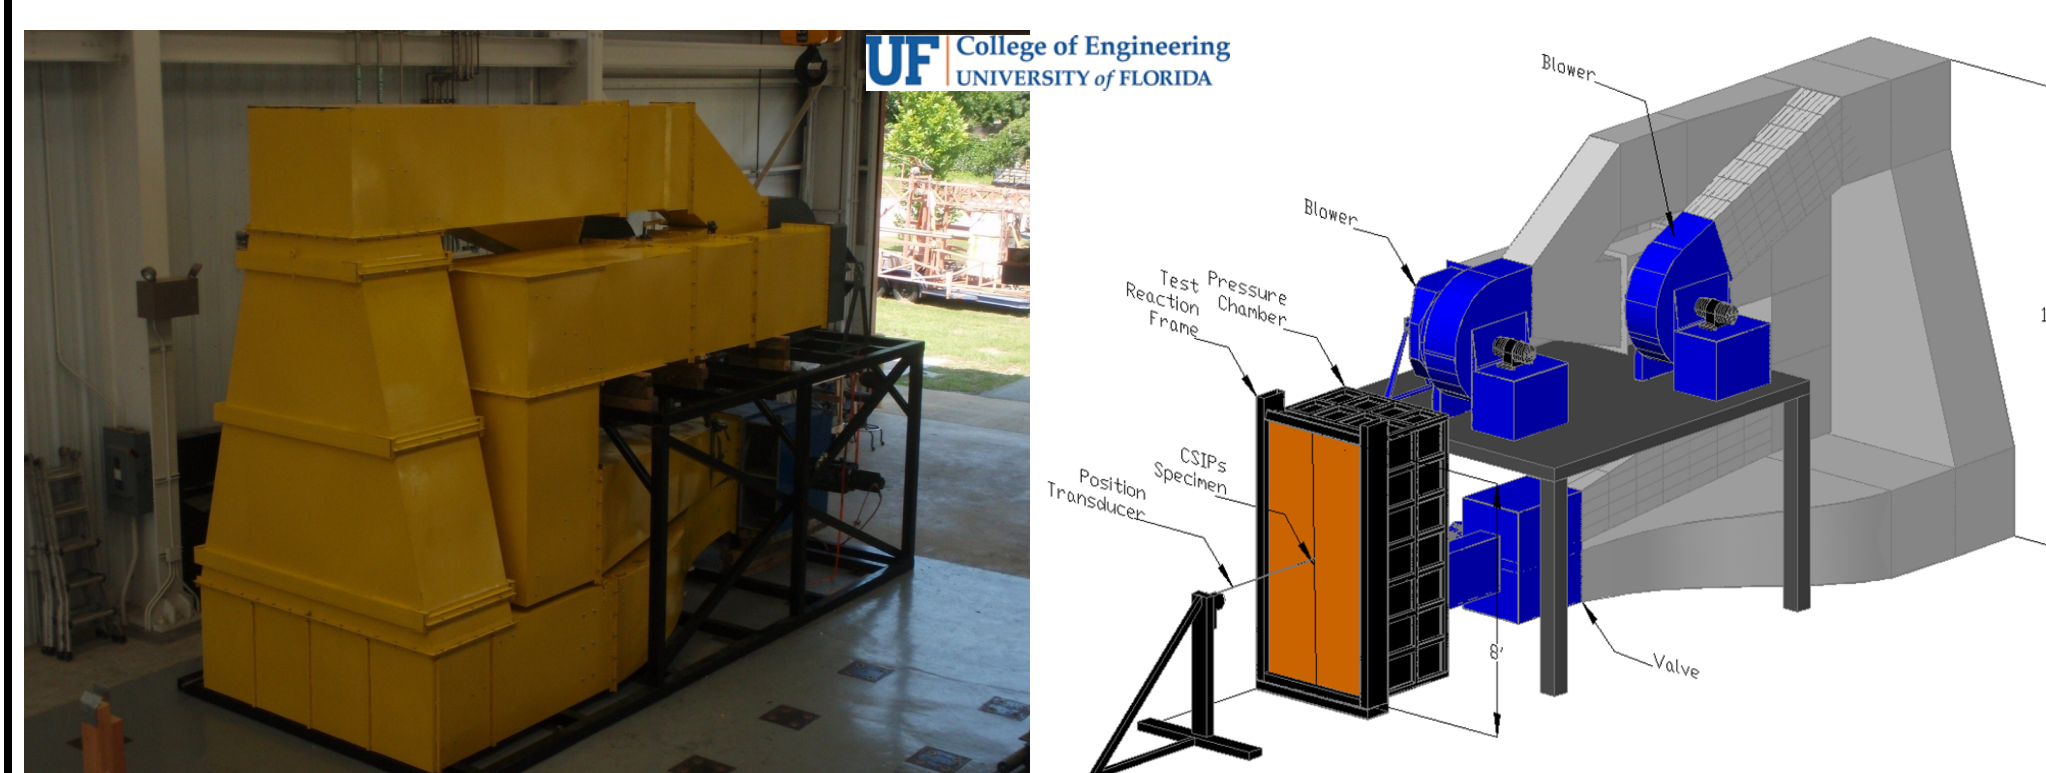 UF
College of Engineering
UNIVERSITY of FLORIDA
Blower
Blower
Pressure
Chamber
Test
Reaction
Frame
CSIPs
Specimen
Position
Transducer
8'
Valve